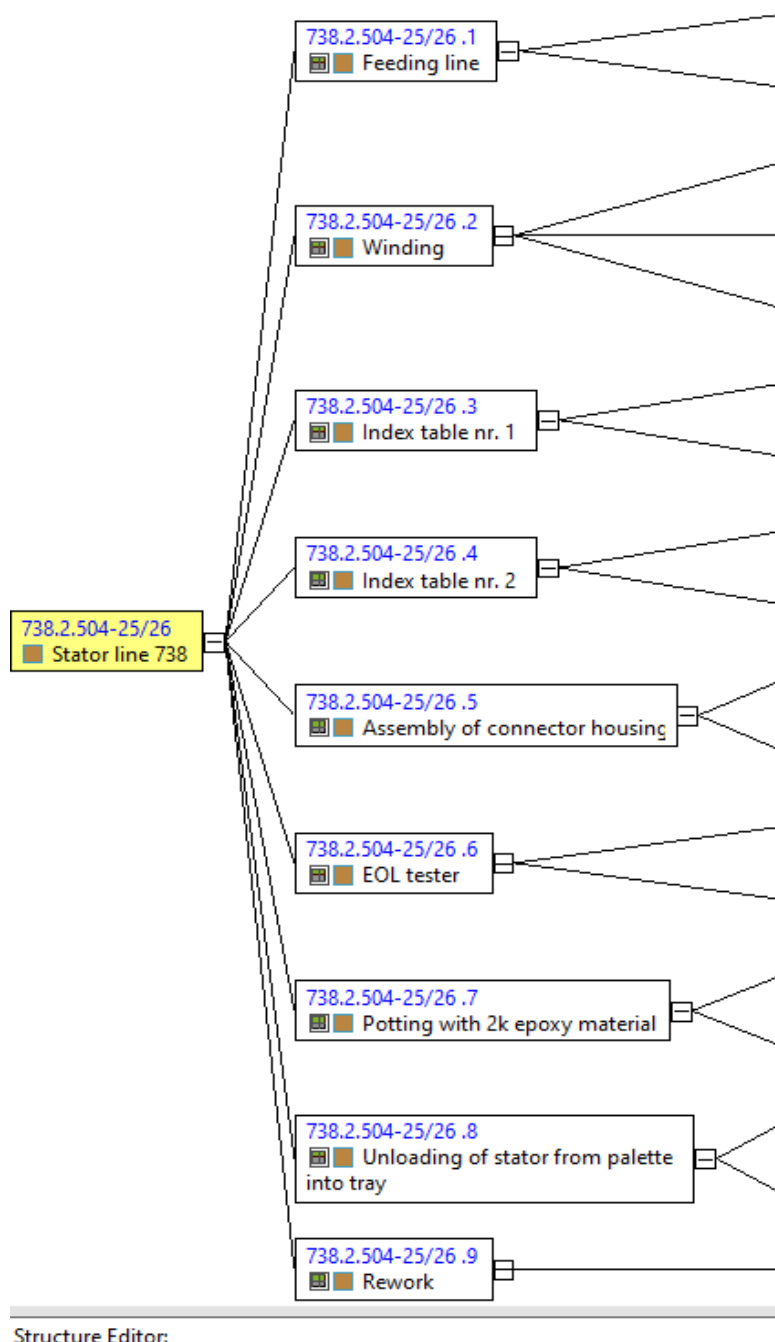 738.2.504-25/26 .1
Feeding line
738.2.504-25/26 .2
Winding
738.2.504-25/26 .3
Index table nr. 1
738.2.504-25/26 .4
Index table nr. 2
738.2.504-25/26
Stator line 738
738.2.504-25/26 .5
Assembly of connector housing
738.2.504-25/26 .6
EOL tester
738.2.504-25/26 .7
Potting with 2k epoxy material
738.2.504-25/26 .8
Unloading of stator from palette
into tray
738.2.504-25/26 .9
Rework
Structure Editor: